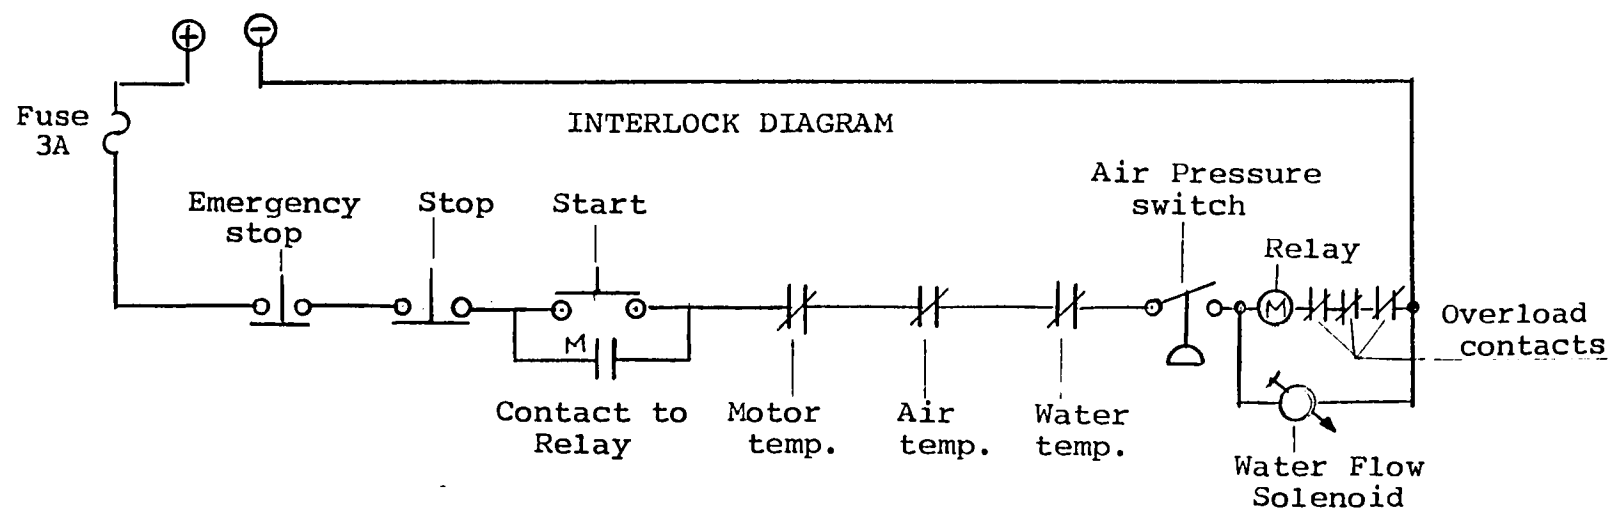 + −
Fuse
3A
INTERLOCK DIAGRAM
Air Pressure
switch
Emergency
stop
Stop
Start
Relay
M
M
Overload
contacts
Contact to
Relay
Motor
temp.
Air
temp.
Water
temp.
Water Flow
Solenoid